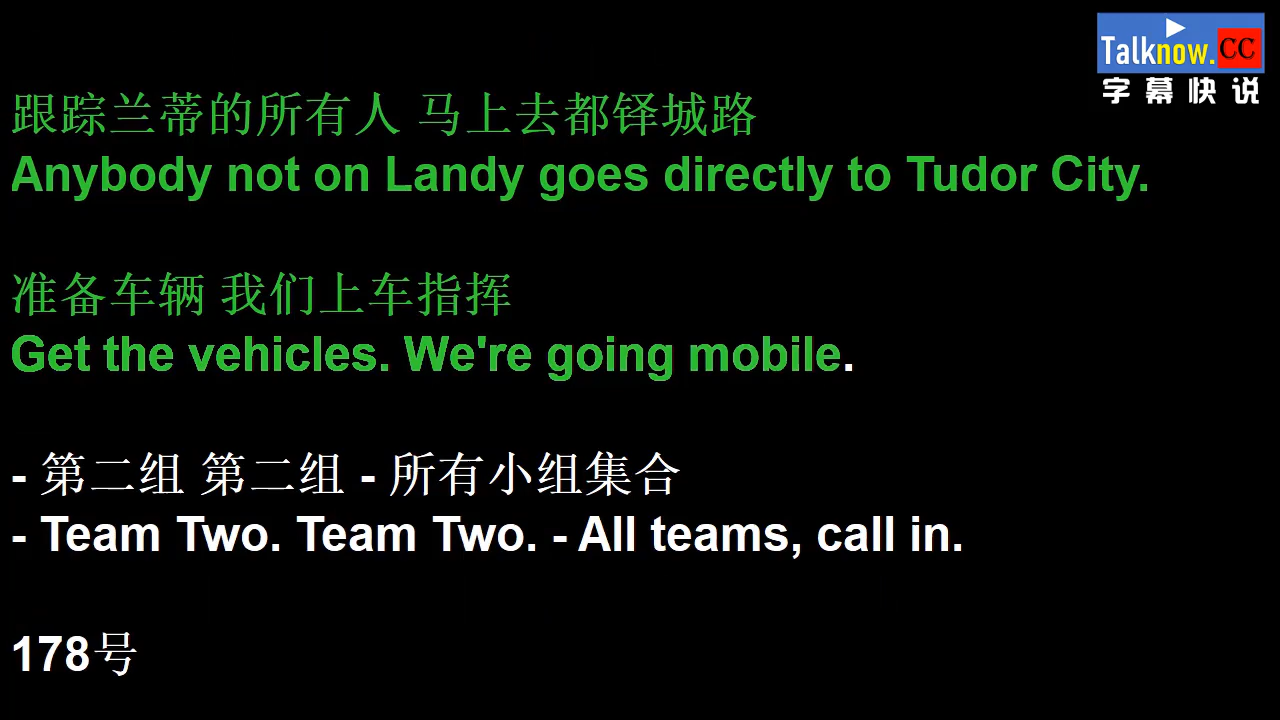 Talknow.CC
字幕快说
跟踪兰蒂的所有人 马上去都铎城路
Anybody not on Landy goes directly to Tudor City.
准备车辆 我们上车指挥
Get the vehicles. We're going mobile.
- 第二组 第二组 - 所有小组集合
- Team Two. Team Two. - All teams, call in.
178号